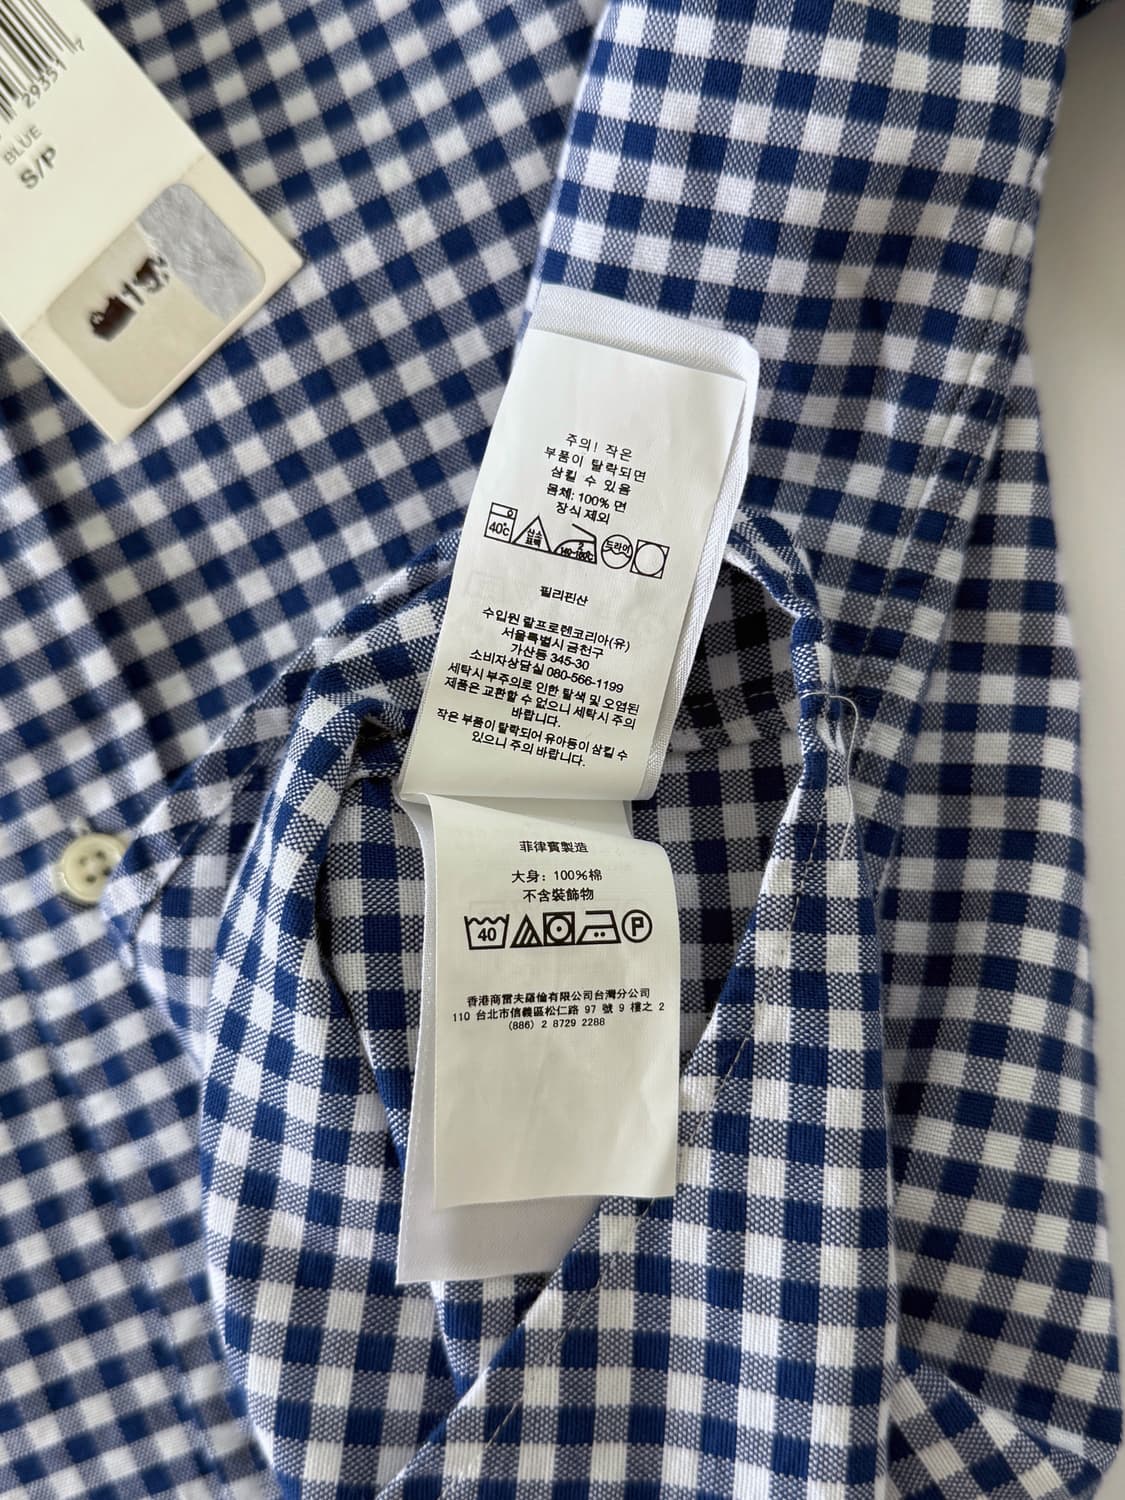 29351 7
BLUE
S/P
주의! 작은
부품이 탈락되면
삼킬 수 있음
몸체: 100% 면
장식 제외
40℃
산소
표백
2
140-160℃
드라이
필리핀산
수입원 랄프로렌코리아(유)
서울특별시 금천구
가산동 345-30
소비자상담실 080-566-1199
세탁시 부주의로 인한 탈색 및 오염된
제품은 교환할 수 없으니 세탁시 주의
바랍니다.
작은 부품이 탈락되어 유아등이 삼킬 수
있으니 주의 바랍니다.
菲律賓製造
大身: 100%棉
不含裝飾物
40
P
香港商雷夫羅倫有限公司台灣分公司
110 台北市信義區松仁路 97 號 9 樓之 2
(886) 2 8729 2288